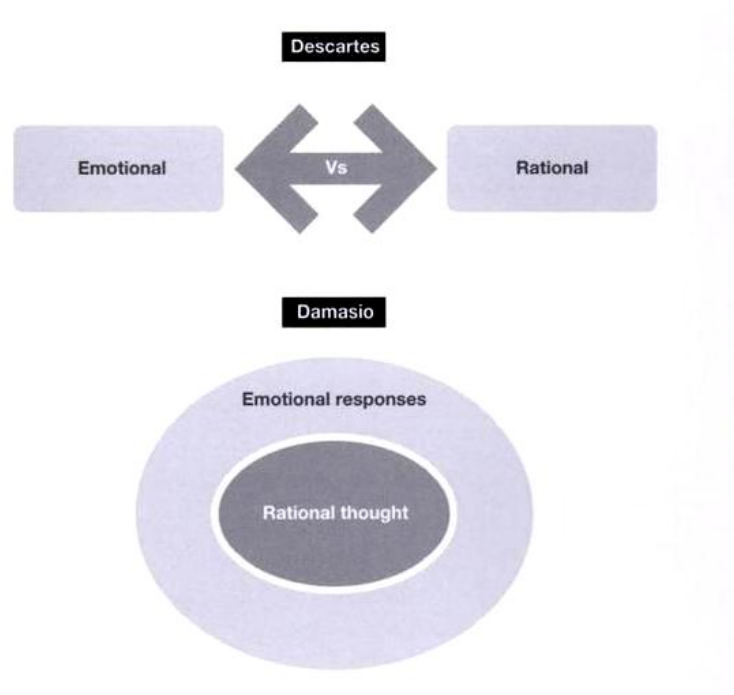 Descartes
Emotional
Vs
Rational
Damasio
Emotional responses
Rational thought